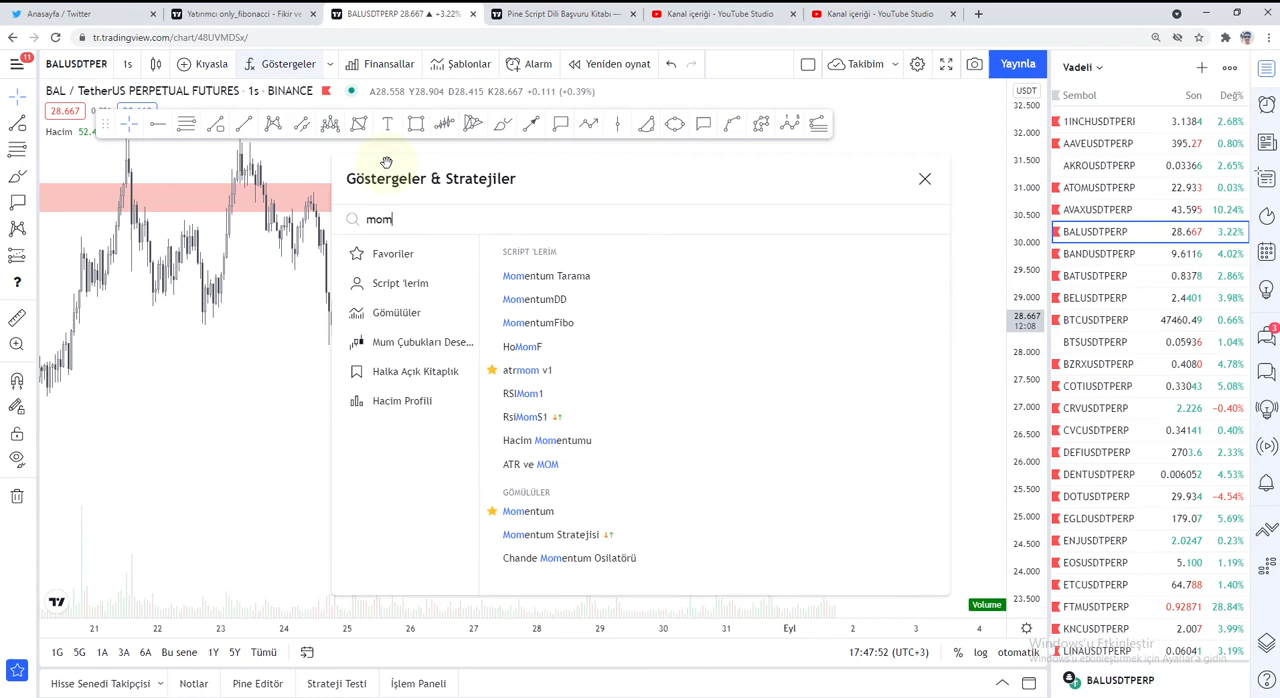 Anasayfa / Twitter
Yatırımcı only_fibonacci - Fikir ve
BALUSDTPERP 28.667 ▲ +3.22%
Pine Script Dili Başvuru Kitabı —
Kanal içeriği - YouTube Studio
Kanal içeriği - YouTube Studio
tr.tradingview.com/chart/48UVMDSx/
11
BALUSDTPER
1s
Kıyasla
Göstergeler
Finansallar
Şablonlar
Alarm
Yeniden oynat
Takibim
Yayınla
Vadeli
BAL / TetherUS PERPETUAL FUTURES · 1s · BINANCE
A28.558 Y28.904 D28.415 K28.667 +0.111 (+0.39%)
28.667
Hacim 52.4
USDT
Sembol Son Değ%
1INCHUSDTPERI 3.1384 2.68%
AAVEUSDTPERP 395.27 0.80%
AKROUSDTPERP 0.03366 2.65%
ATOMUSDTPERP 22.933 0.03%
AVAXUSDTPERP 43.595 10.24%
BALUSDTPERP 28.667 3.22%
BANDUSDTPERP 9.6116 4.02%
BATUSDTPERP 0.8378 2.86%
BELUSDTPERP 2.4401 3.98%
BTCUSDTPERP 47460.49 0.66%
BTSUSDTPERP 0.05936 1.04%
BZRXUSDTPERP 0.4080 4.78%
COTIUSDTPERP 0.33043 5.08%
CRVUSDTPERP 2.226 −0.40%
CVCUSDTPERP 0.34141 0.40%
DEFIUSDTPERP 2703.6 2.33%
DENTUSDTPERP 0.006052 4.53%
DOTUSDTPERP 29.934 −4.54%
EGLDUSDTPERP 179.07 5.69%
ENJUSDTPERP 2.0247 0.23%
EOSUSDTPERP 5.100 1.19%
ETCUSDTPERP 64.788 1.40%
FTMUSDTPERP 0.92871 28.84%
KNCUSDTPERP 2.007 3.99%
LINAUSDTPERP 0.06041 3.19%
BALUSDTPERP
3
Göstergeler & Stratejiler
mom
Favoriler
Script 'lerim
Gömülüler
Mum Çubukları Dese...
Halka Açık Kitaplık
Hacim Profili
SCRİPT 'LERİM
Momentum Tarama
MomentumDD
MomentumFibo
HoMomF
atrmom v1
RSIMom1
RsiMomS1
Hacim Momentumu
ATR ve MOM
GÖMÜLÜLER
Momentum
Momentum Stratejisi
Chande Momentum Osilatörü
32.500
32.000
31.500
31.000
30.500
30.000
29.500
29.000
28.667
12:08
28.000
27.500
27.000
26.500
26.000
25.500
25.000
24.500
24.000
23.500
Volume
21 22 23 24 25 26 27 28 29 30 31 Eyl 2 3 4
Windows'u Etkinleştir
Windows'u etkinleştirmek için Ayarlar'a gidin.
1G 5G 1A 3A 6A Bu sene 1Y 5Y Tümü
17:47:52 (UTC+3)
% log otomatik
Hisse Senedi Takipçisi
Notlar
Pine Editör
Strateji Testi
İşlem Paneli